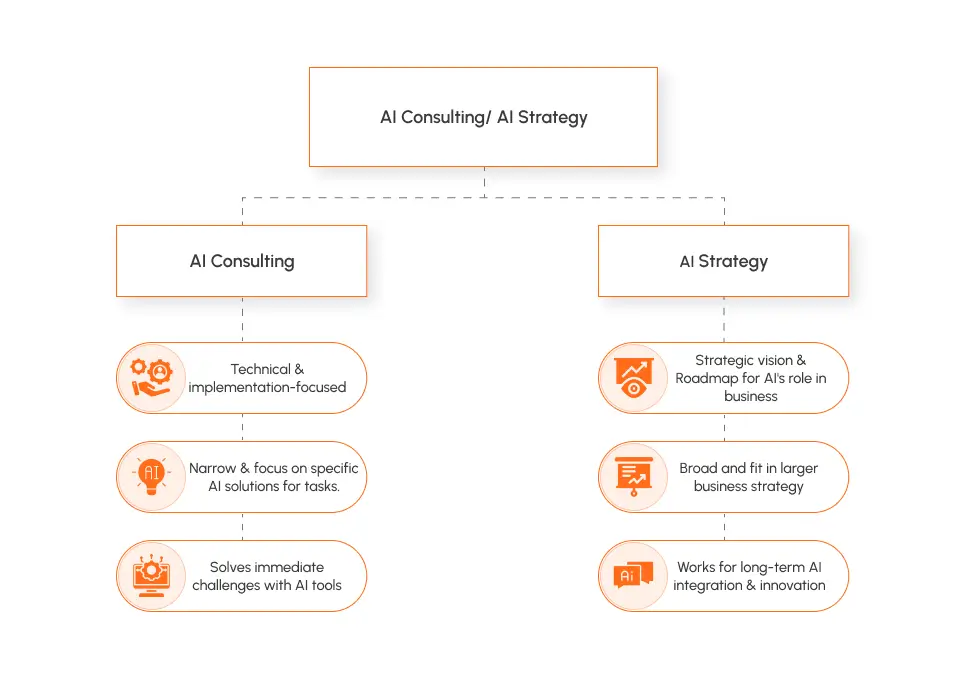 AI Consulting/ AI Strategy
AI Consulting
Technical &
implementation-focused
AI
Narrow & focus on specific
AI solutions for tasks.
Solves immediate
challenges with AI tools
AI Strategy
Strategic vision &
Roadmap for AI's role in
business
Broad and fit in larger
business strategy
Ai
Works for long-term AI
integration & innovation